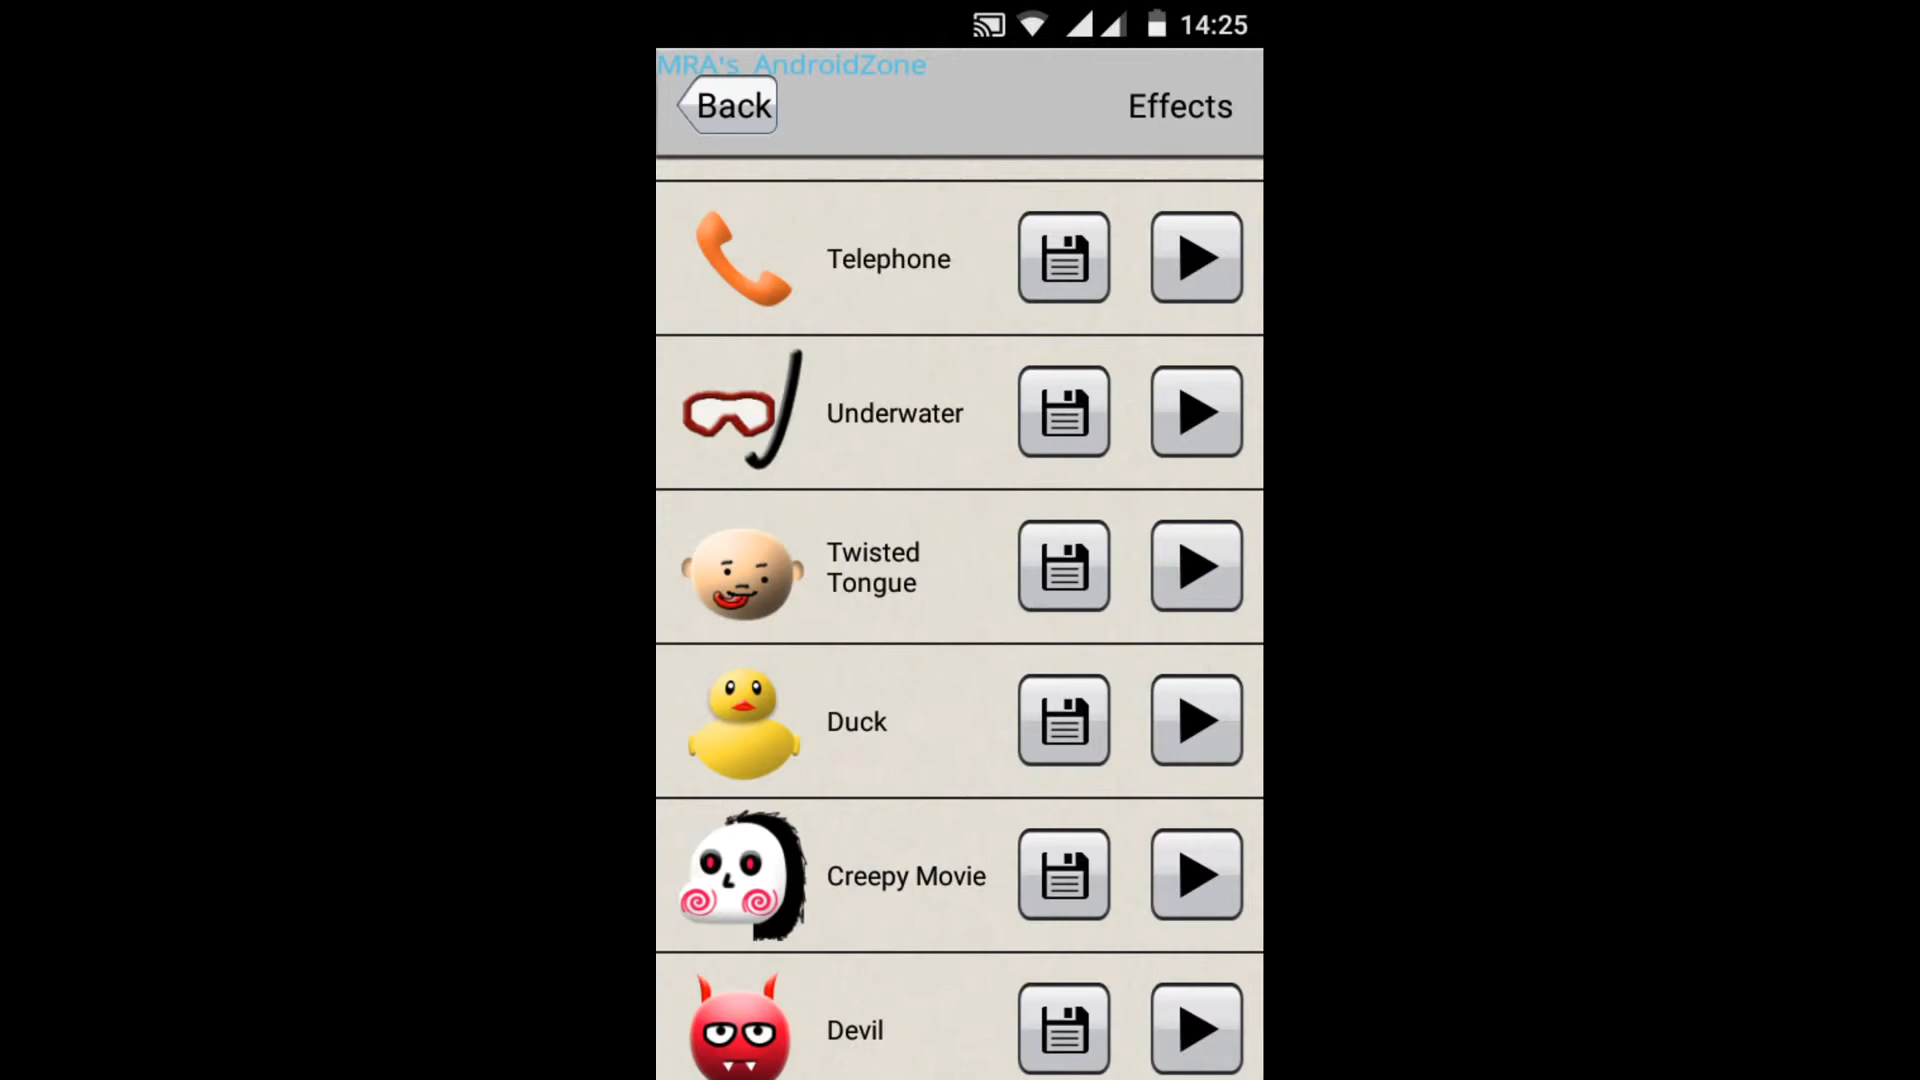 14:25
MRA's AndroidZone
Back
Effects
Telephone
Underwater
Twisted
Tongue
Duck
Creepy Movie
Devil